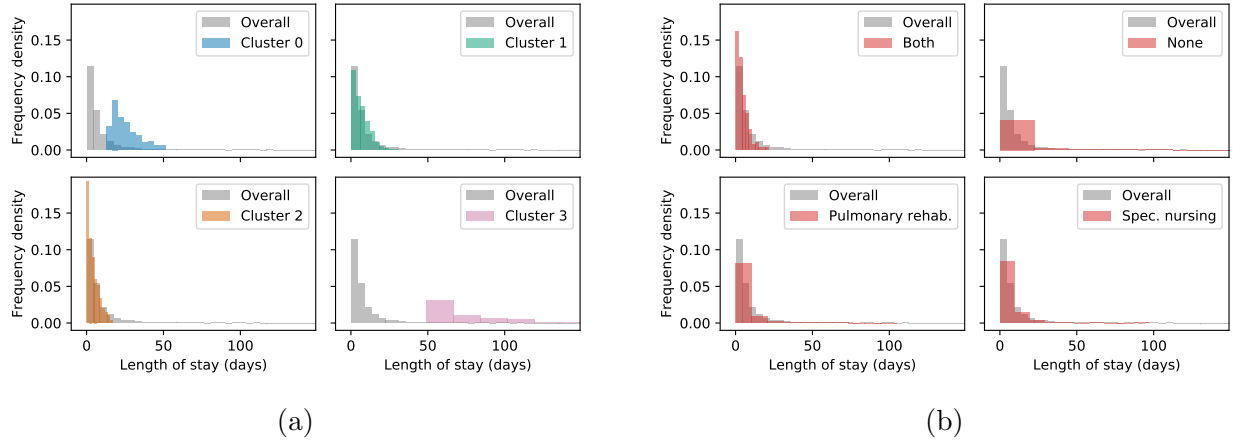 Frequency density
0.15
0.10
0.05
0.00
Overall
Cluster 0
Overall
Cluster 1
Frequency density
0.15
0.10
0.05
0.00
Overall
Cluster 2
Overall
Cluster 3
0 50 100
Length of stay (days)
0 50 100
Length of stay (days)
(a)
Frequency density
0.15
0.10
0.05
0.00
Overall
Both
Overall
None
Frequency density
0.15
0.10
0.05
0.00
Overall
Pulmonary rehab.
Overall
Spec. nursing
0 50 100
Length of stay (days)
0 50 100
Length of stay (days)
(b)